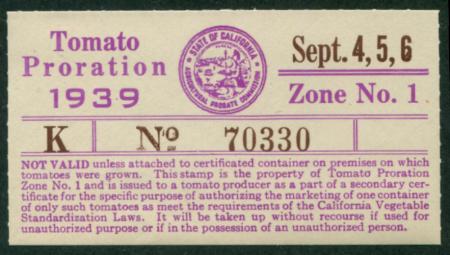 Tomato
Proration
1939
STATE OF CALIFORNIA
AGRICULTURAL PRORATE COMMISSION
Sept. 4, 5, 6
Zone No. 1
K No 70330
NOT VALID unless attached to certificated container on premises on which
tomatoes were grown. This stamp is the property of Tomato Proration
Zone No. 1 and is issued to a tomato producer as a part of a secondary cer-
tificate for the specific purpose of authorizing the marketing of one container
of only such tomatoes as meet the requirements of the California Vegetable
Standardization Laws. It will be taken up without recourse if used for
unauthorized purpose or if in the possession of an unauthorized person.